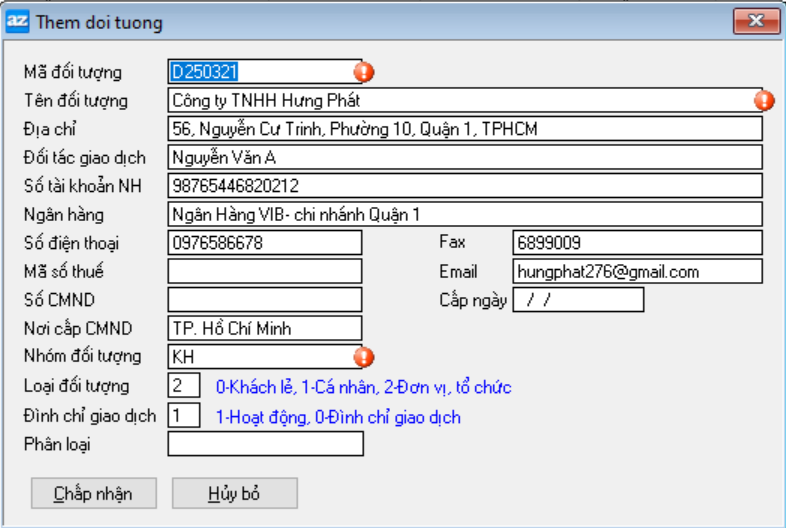 az Them doi tuong
Mã đối tượng D250321
Tên đối tượng Công ty TNHH Hưng Phát
Địa chỉ 56, Nguyễn Cư Trinh, Phường 10, Quận 1, TPHCM
Đối tác giao dịch Nguyễn Văn A
Số tài khoản NH 98765446820212
Ngân hàng Ngân Hàng VIB- chi nhánh Quận 1
Số điện thoại 0976586678 Fax 6899009
Mã số thuế Email hungphat276@gmail.com
Số CMND Cấp ngày / /
Nơi cấp CMND TP. Hồ Chí Minh
Nhóm đối tượng KH
Loại đối tượng 2 0-Khách lẻ, 1-Cá nhân, 2-Đơn vị, tổ chức
Đình chỉ giao dịch 1 1-Hoạt động, 0-Đình chỉ giao dịch
Phân loại
Chấp nhận Hủy bỏ